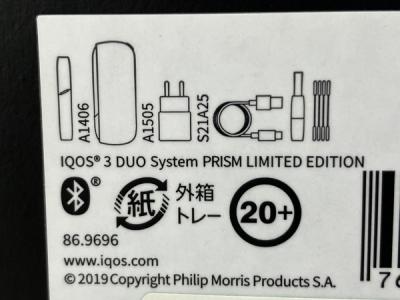 A1406
A1505
S21A25
IQOS® 3 DUO System PRISM LIMITED EDITION
®
紙
外箱
トレー
20+
86.9696
www.iqos.com
© 2019 Copyright Philip Morris Products S.A.
7